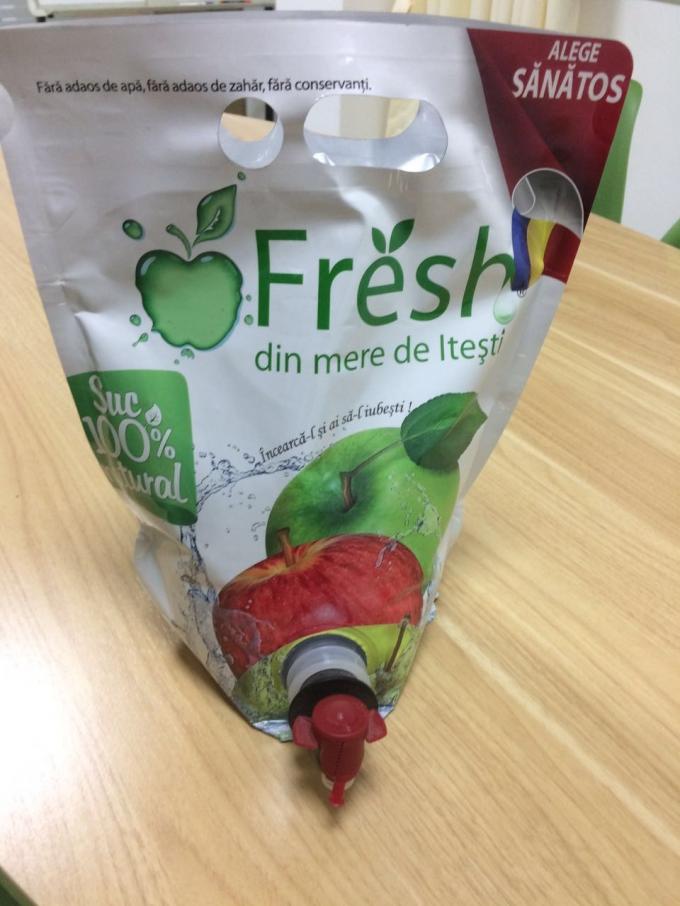 Fără adaos de apă, fără adaos de zahăr, fără conservanți.
ALEGE
SĂNĂTOS
Fresh
din mere de Itești
Suc
100%
natural
Încearcă-l și ai să-l iubești !